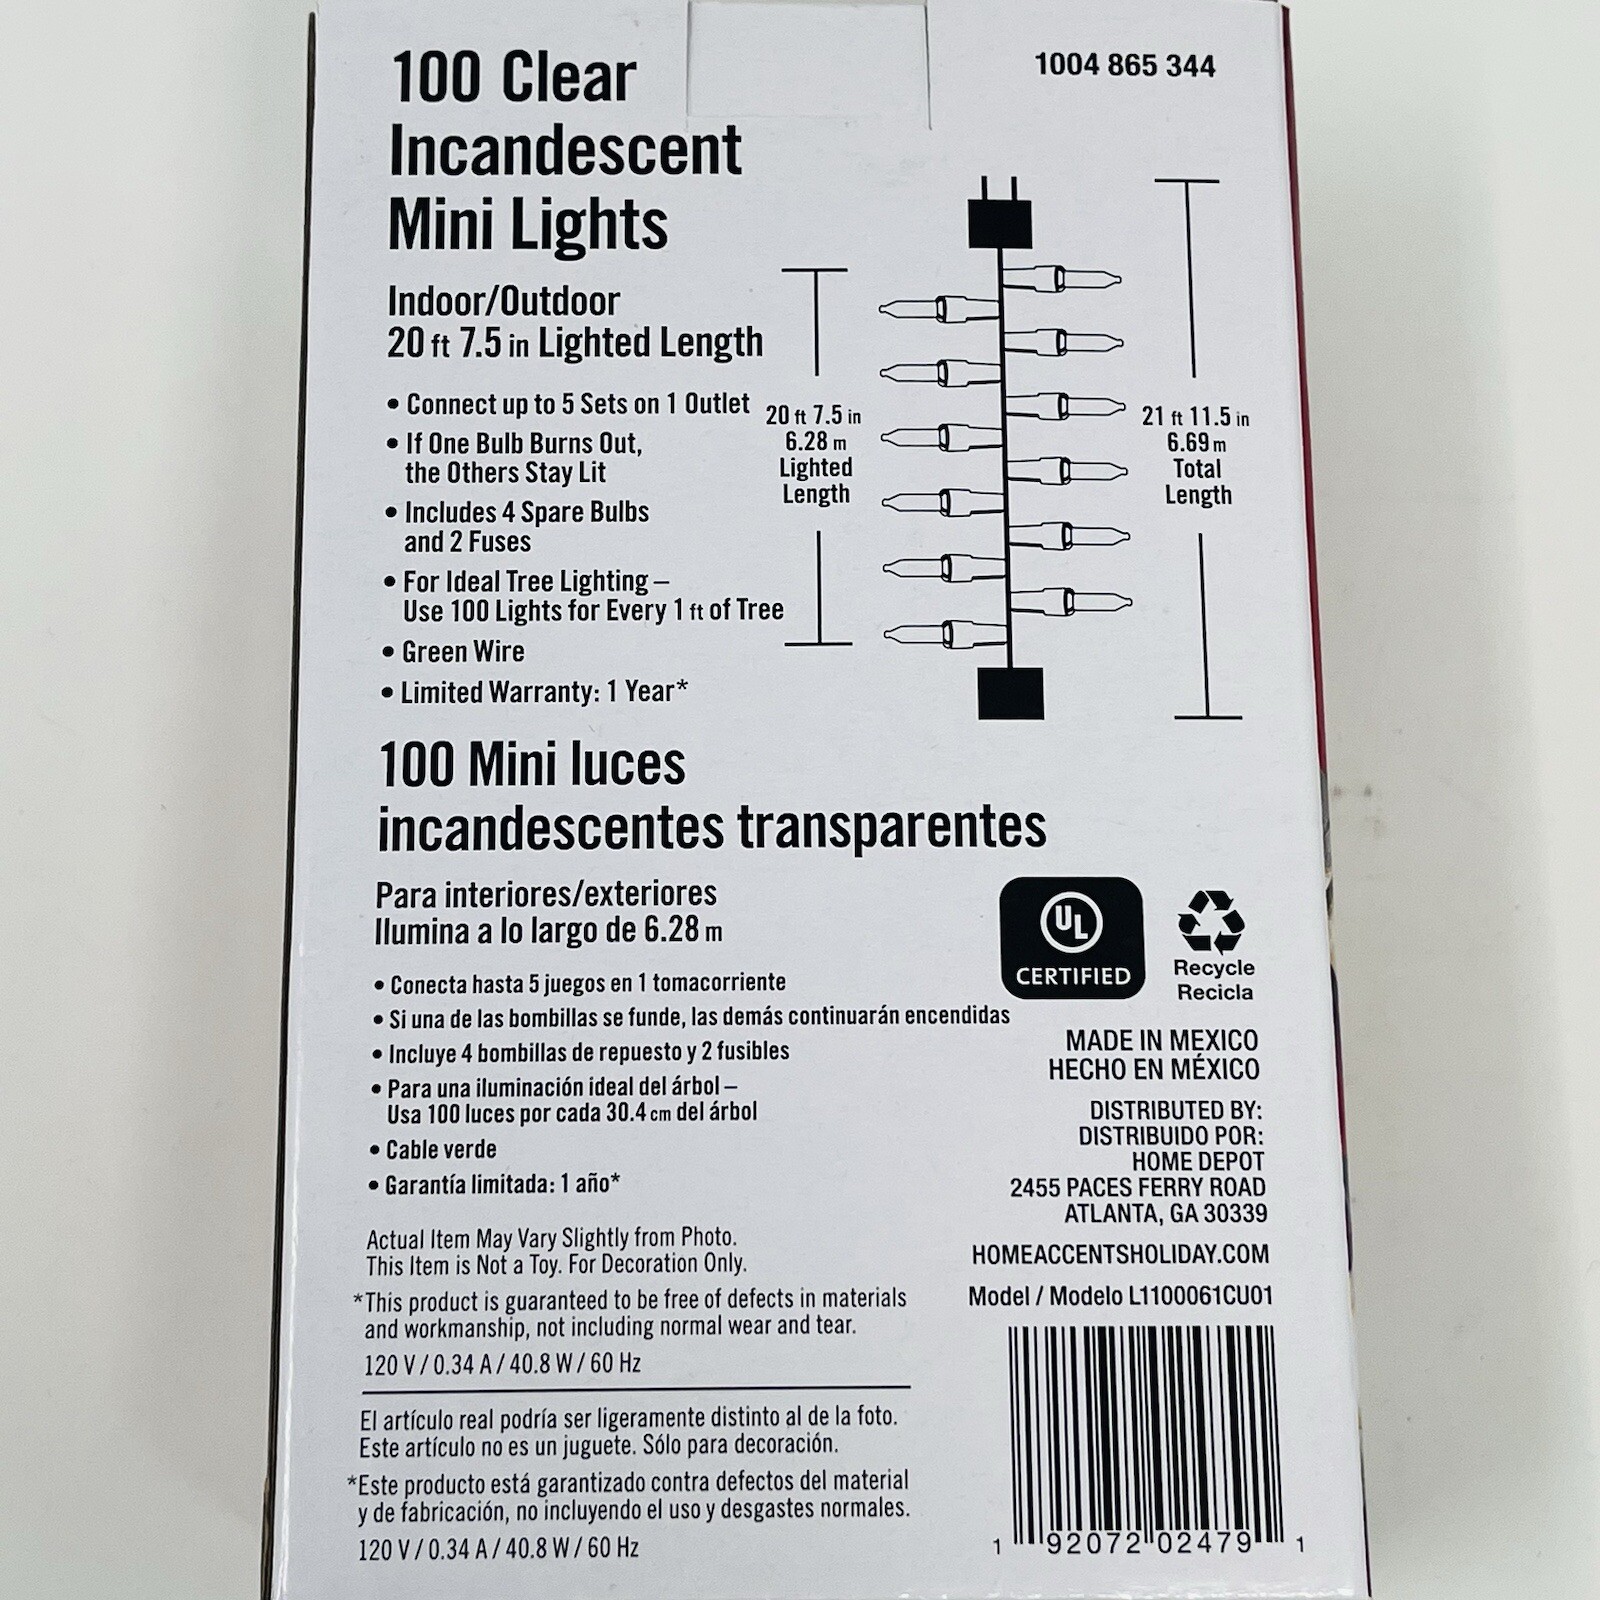 100 Clear
Incandescent
Mini Lights
1004 865 344
Indoor/Outdoor
20 ft 7.5 in Lighted Length
• Connect up to 5 Sets on 1 Outlet
• If One Bulb Burns Out,
the Others Stay Lit
• Includes 4 Spare Bulbs
and 2 Fuses
• For Ideal Tree Lighting –
Use 100 Lights for Every 1 ft of Tree
• Green Wire
• Limited Warranty: 1 Year*
20 ft 7.5 in
6.28 m
Lighted
Length
21 ft 11.5 in
6.69 m
Total
Length
100 Mini luces
incandescentes transparentes
Para interiores/exteriores
Ilumina a lo largo de 6.28 m
• Conecta hasta 5 juegos en 1 tomacorriente
• Si una de las bombillas se funde, las demás continuarán encendidas
• Incluye 4 bombillas de repuesto y 2 fusibles
• Para una iluminación ideal del árbol –
Usa 100 luces por cada 30.4 cm del árbol
• Cable verde
• Garantía limitada: 1 año*
UL
CERTIFIED
Recycle
Recicla
MADE IN MEXICO
HECHO EN MÉXICO
DISTRIBUTED BY:
DISTRIBUIDO POR:
HOME DEPOT
2455 PACES FERRY ROAD
ATLANTA, GA 30339
HOMEACCENTSHOLIDAY.COM
Model / Modelo L1100061CU01
Actual Item May Vary Slightly from Photo.
This Item is Not a Toy. For Decoration Only.
*This product is guaranteed to be free of defects in materials
and workmanship, not including normal wear and tear.
120 V / 0.34 A / 40.8 W / 60 Hz
El artículo real podría ser ligeramente distinto al de la foto.
Este artículo no es un juguete. Sólo para decoración.
*Este producto está garantizado contra defectos del material
y de fabricación, no incluyendo el uso y desgastes normales.
120 V / 0.34 A / 40.8 W / 60 Hz
1 92072 02479 1